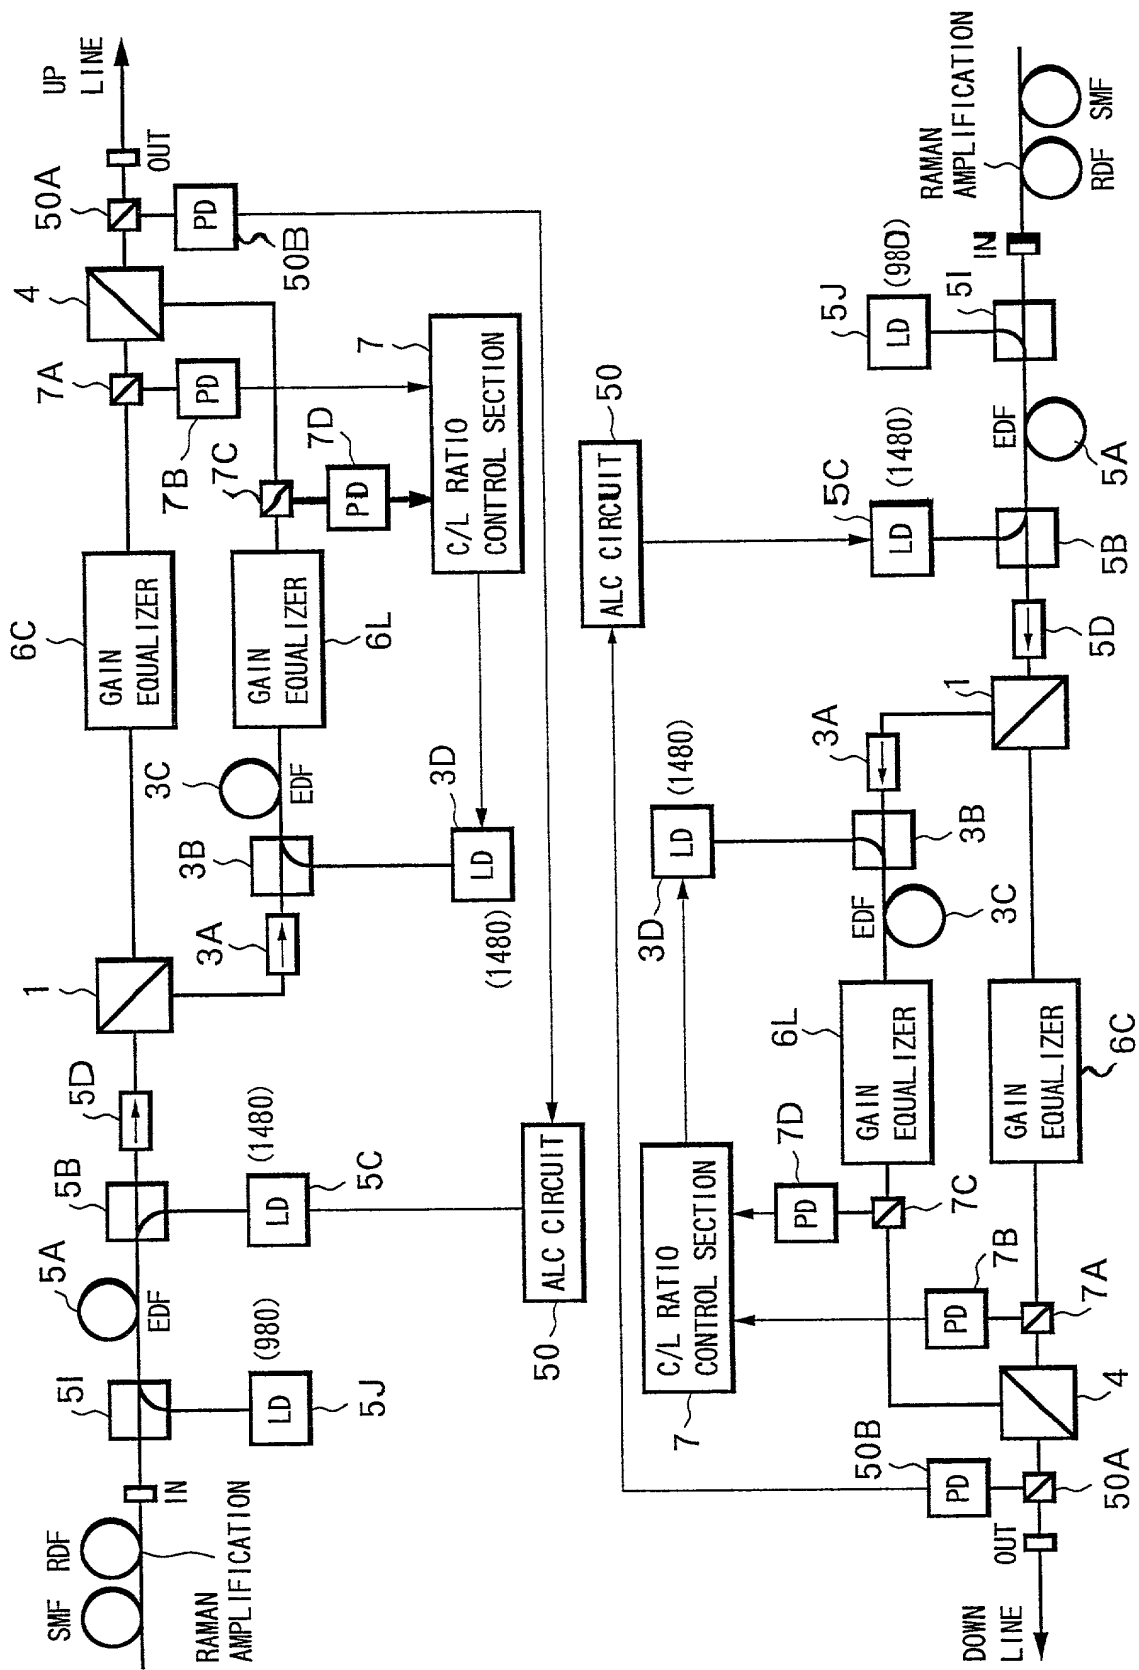 UP
LINE
50A
OUT
4
PD
50B
7A
PD
7B
7
C/L RATIO
CONTROL SECTION
7C
7D
PD
6C
GAIN
EQUALIZER
6L
GAIN
EQUALIZER
3C
EDF
3D
LD
(1480)
3B
3A
1
5D
5B
(1480)
LD
5C
5A
EDF
ALC CIRCUIT
50
5I
(980)
LD
5J
IN
RDF
SMF
RAMAN
AMPLIFICATION
RAMAN
AMPLIFICATION
SMF
RDF
IN
5I
5J
(980)
LD
EDF
5A
50
ALC CIRCUIT
5C
(1480)
LD
5B
5D
1
3A
(1480)
LD
3D
3B
EDF
3C
6L
GAIN
EQUALIZER
GAIN
EQUALIZER
6C
7D
PD
7C
C/L RATIO
CONTROL SECTION
7
7B
PD
7A
4
50B
PD
50A
OUT
DOWN
LINE